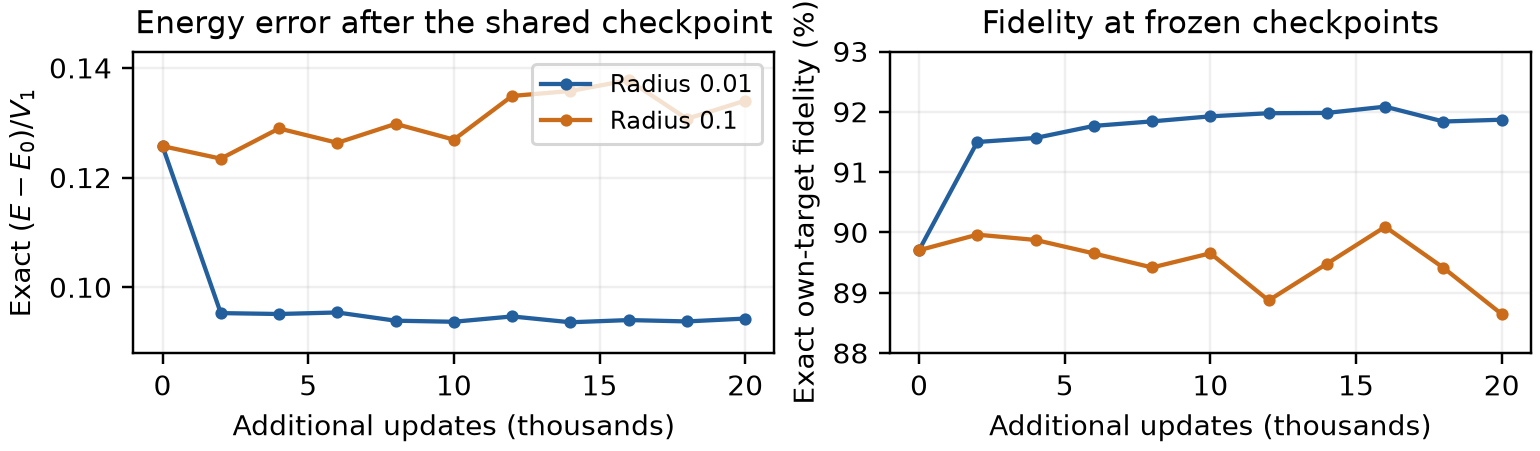 Energy error after the shared checkpoint
Exact (E − E₀)/V₁
0.14
0.12
0.10
Radius 0.01
Radius 0.1
0
5
10
15
20
Additional updates (thousands)
Fidelity at frozen checkpoints
Exact own-target fidelity (%)
93
92
91
90
89
88
0
5
10
15
20
Additional updates (thousands)